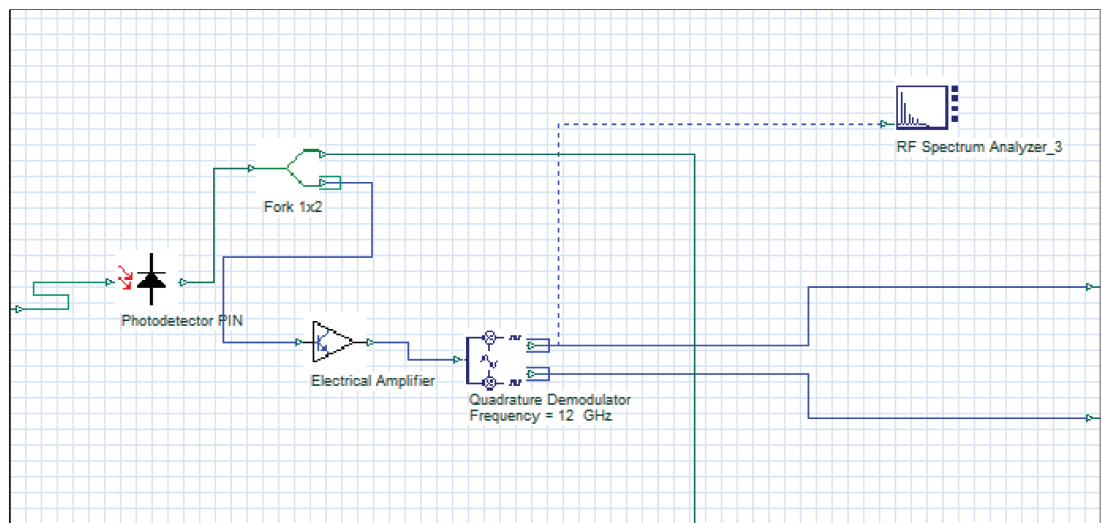 RF Spectrum Analyzer_3
Fork 1x2
Photodetector PIN
Electrical Amplifier
Quadrature Demodulator
Frequency = 12 GHz